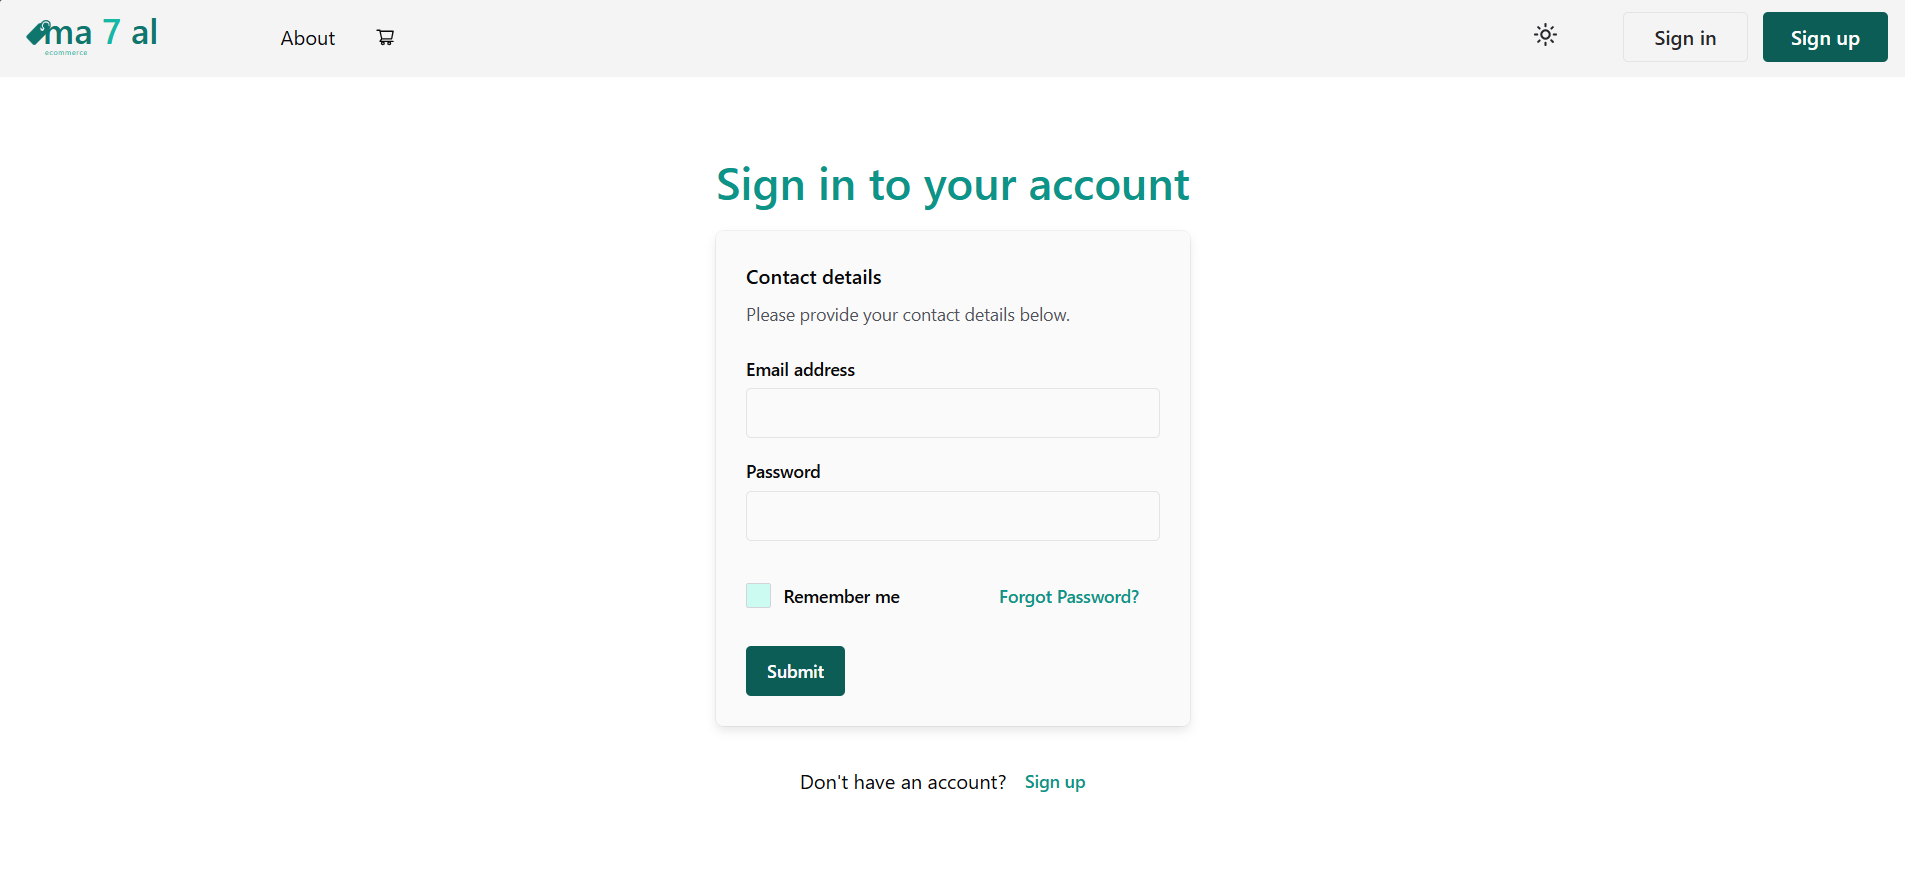 ma 7 al
ecommerce
About
Sign in
Sign up
Sign in to your account
Contact details
Please provide your contact details below.
Email address
Password
Remember me
Forgot Password?
Submit
Don't have an account? Sign up